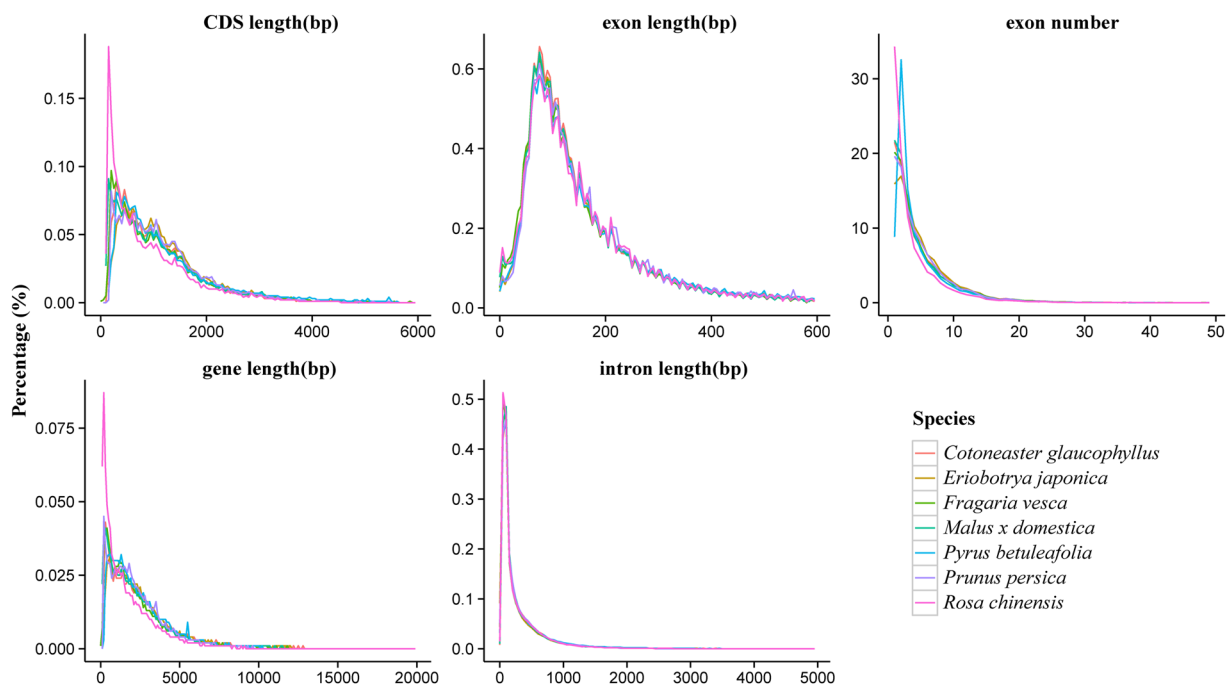 CDS length(bp)
exon length(bp)
exon number
0.15
0.10
0.05
0.00
0 2000 4000 6000
0.6
0.4
0.2
0.0
0 200 400 600
30
20
10
0
0 10 20 30 40 50
Percentage (%)
gene length(bp)
intron length(bp)
0.075
0.050
0.025
0.000
0 5000 10000 15000 20000
0.5
0.4
0.3
0.2
0.1
0.0
0 1000 2000 3000 4000 5000
Species
Cotoneaster glaucophyllus
Eriobotrya japonica
Fragaria vesca
Malus x domestica
Pyrus betuleafolia
Prunus persica
Rosa chinensis